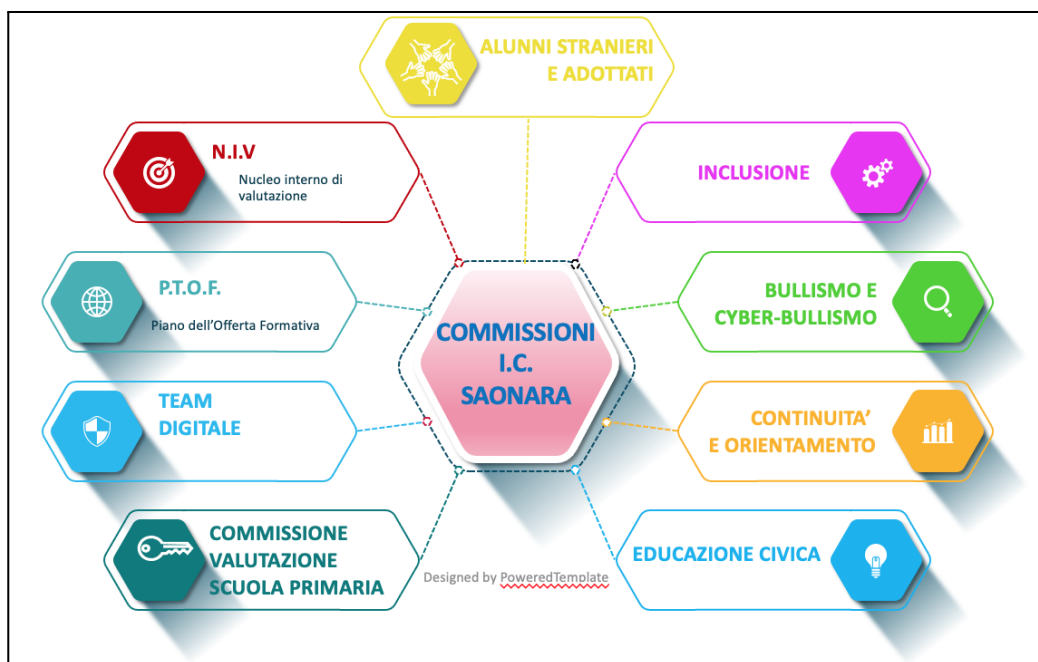 ALUNNI STRANIERI
E ADOTTATI
N.I.V
Nucleo interno di
valutazione
INCLUSIONE
P.T.O.F.
Piano dell'Offerta Formativa
BULLISMO E
CYBER-BULLISMO
COMMISSIONI
I.C.
SAONARA
TEAM
DIGITALE
CONTINUITA'
E ORIENTAMENTO
COMMISSIONE
VALUTAZIONE
SCUOLA PRIMARIA
EDUCAZIONE CIVICA
Designed by PoweredTemplate